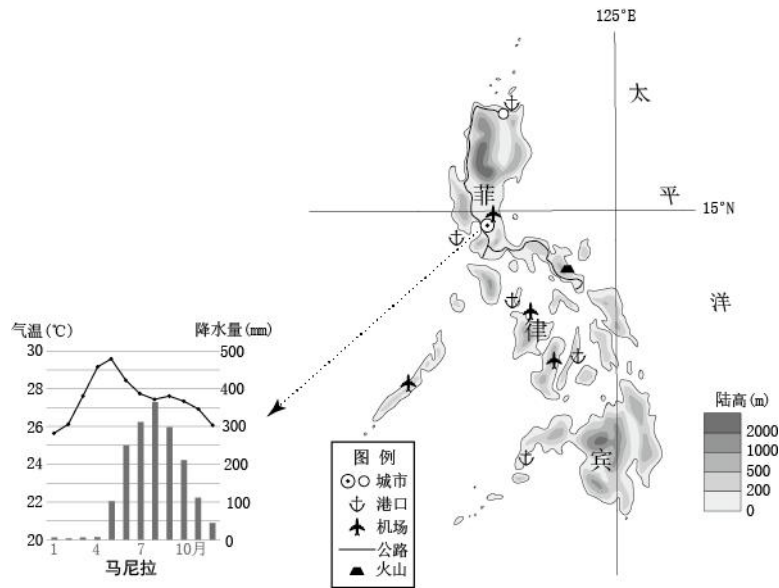 125°E
太
平
洋
15°N
菲
律
宾
气温(℃)
降水量(mm)
30
28
26
24
22
20
500
400
300
200
100
0
1
4
7
10月
马尼拉
图 例
城市
港口
机场
公路
火山
陆高(m)
2000
1000
500
200
0